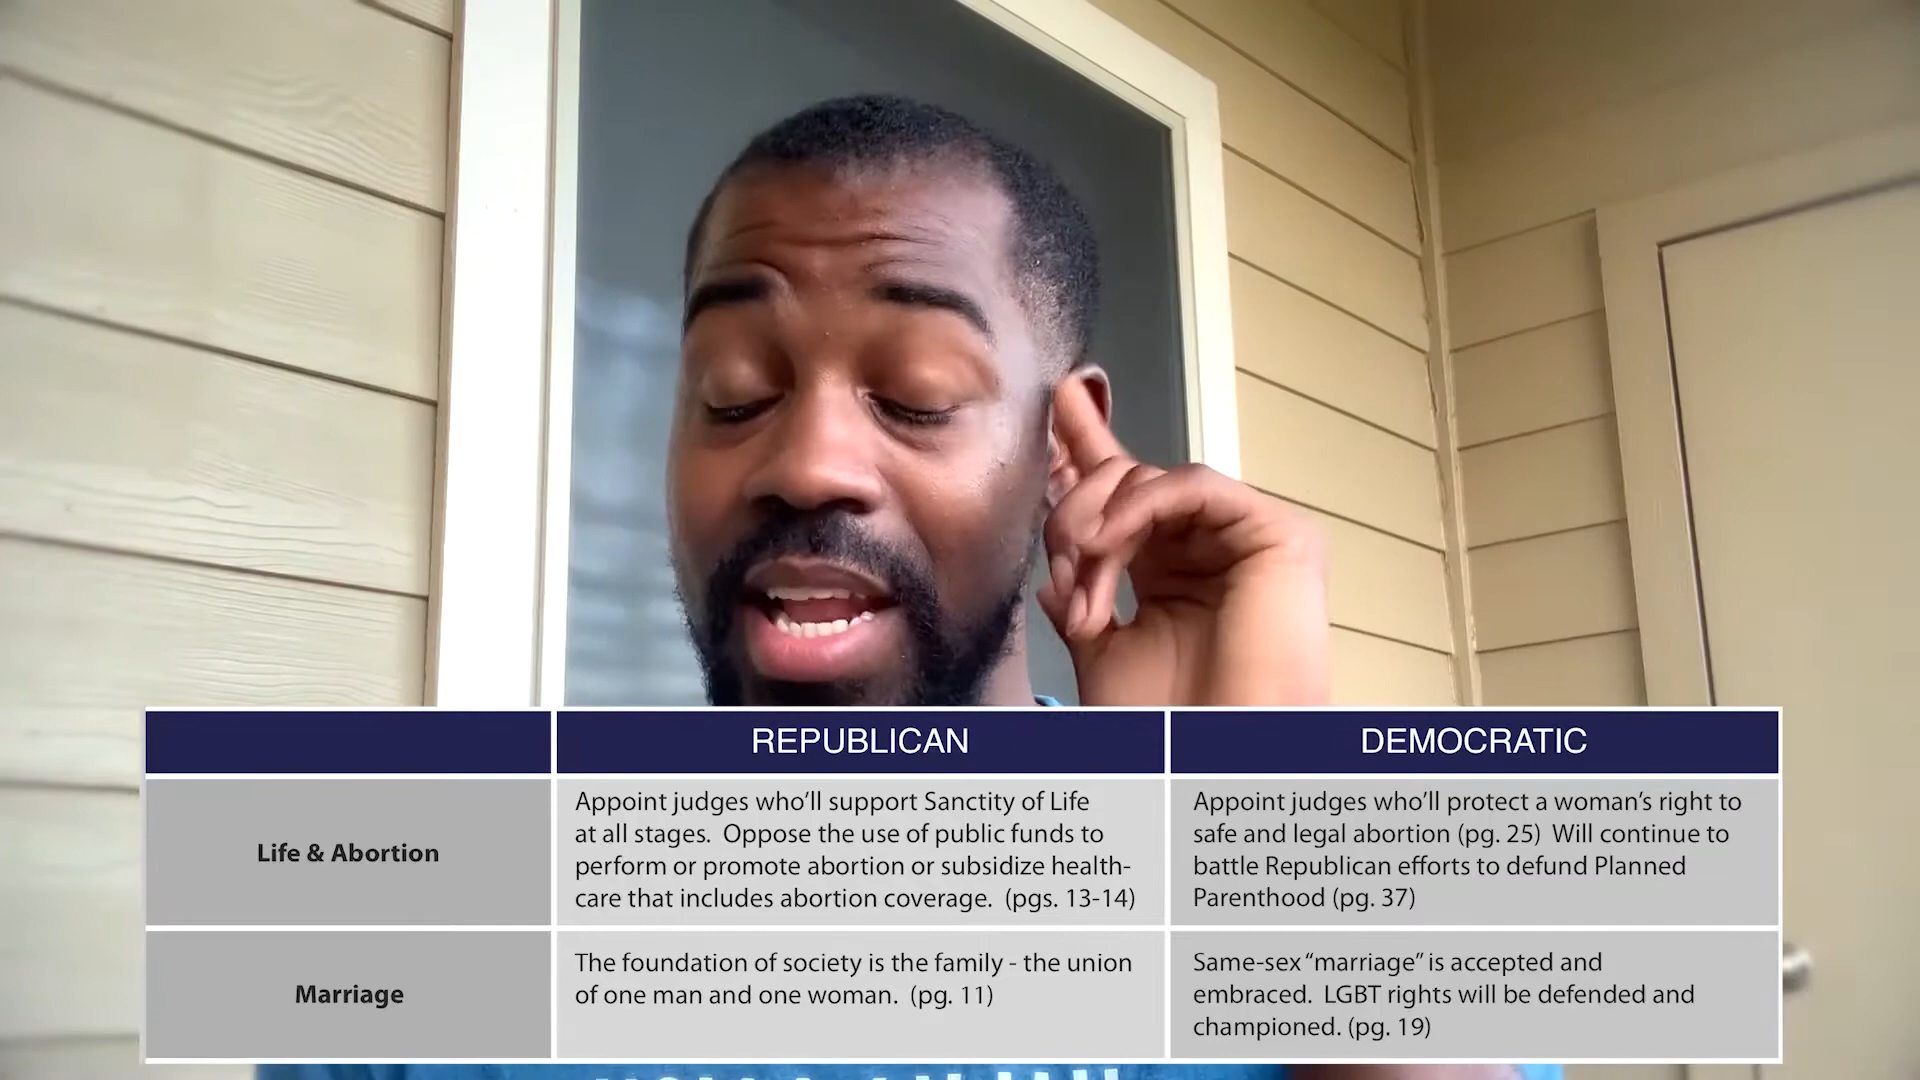 REPUBLICAN
DEMOCRATIC
Life & Abortion
Appoint judges who'll support Sanctity of Life
at all stages. Oppose the use of public funds to
perform or promote abortion or subsidize health-
care that includes abortion coverage. (pgs. 13-14)
Appoint judges who'll protect a woman's right to
safe and legal abortion (pg. 25) Will continue to
battle Republican efforts to defund Planned
Parenthood (pg. 37)
Marriage
The foundation of society is the family - the union
of one man and one woman. (pg. 11)
Same-sex “marriage” is accepted and
embraced. LGBT rights will be defended and
championed. (pg. 19)